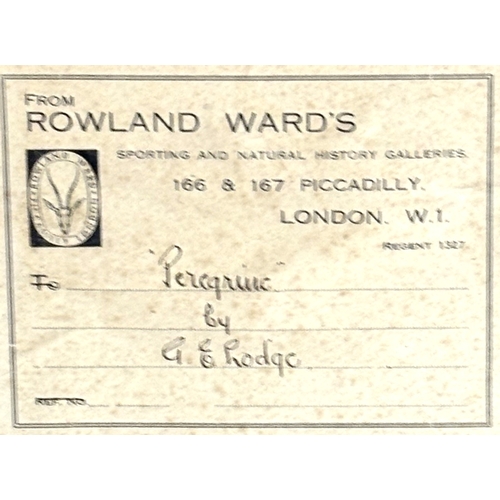 FROM
ROWLAND WARD'S
SPORTING AND NATURAL HISTORY GALLERIES,
166 & 167 PICCADILLY,
LONDON. W.1.
REGENT 1327.
To "Peregrine"
by
G. E. Lodge
REF. NO.